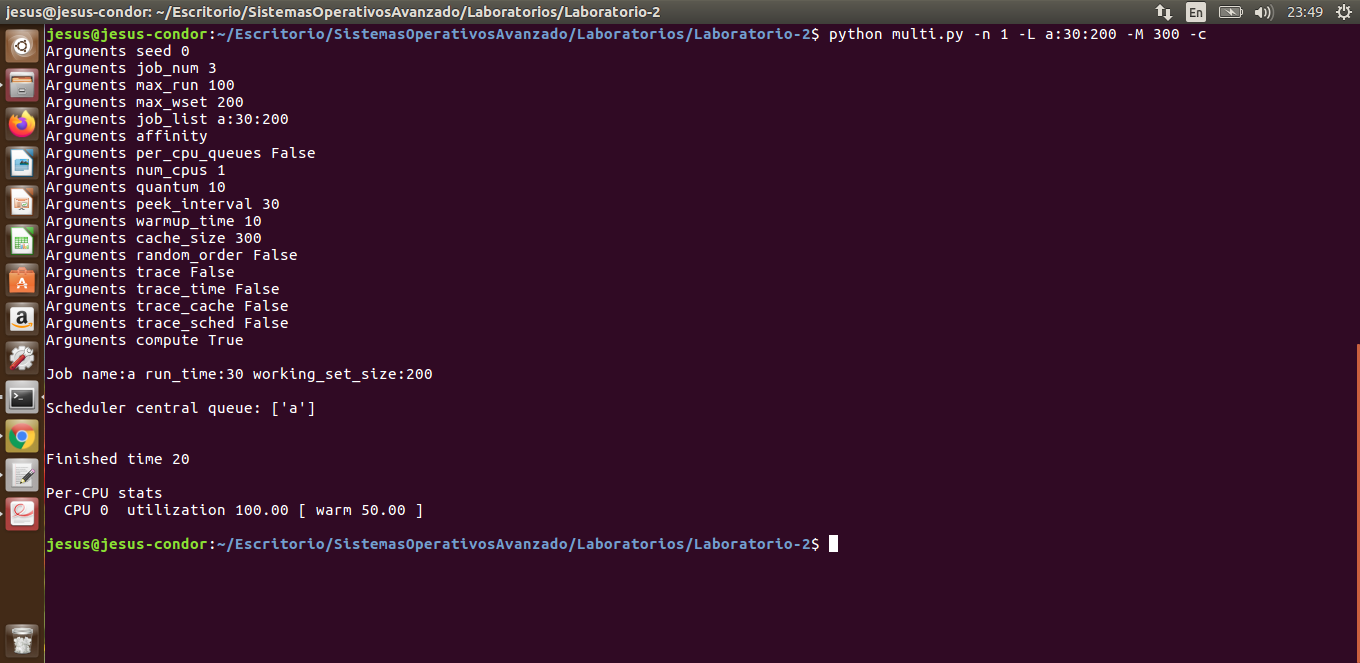 jesus@jesus-condor: ~/Escritorio/SistemasOperativosAvanzado/Laboratorios/Laboratorio-2
En
23:49
jesus@jesus-condor:~/Escritorio/SistemasOperativosAvanzado/Laboratorios/Laboratorio-2$ python multi.py -n 1 -L a:30:200 -M 300 -c
Arguments seed 0
Arguments job_num 3
Arguments max_run 100
Arguments max_wset 200
Arguments job_list a:30:200
Arguments affinity
Arguments per_cpu_queues False
Arguments num_cpus 1
Arguments quantum 10
Arguments peek_interval 30
Arguments warmup_time 10
Arguments cache_size 300
Arguments random_order False
Arguments trace False
Arguments trace_time False
Arguments trace_cache False
Arguments trace_sched False
Arguments compute True
Job name:a run_time:30 working_set_size:200
Scheduler central queue: ['a']
Finished time 20
Per-CPU stats
CPU 0  utilization 100.00 [ warm 50.00 ]
jesus@jesus-condor:~/Escritorio/SistemasOperativosAvanzado/Laboratorios/Laboratorio-2$